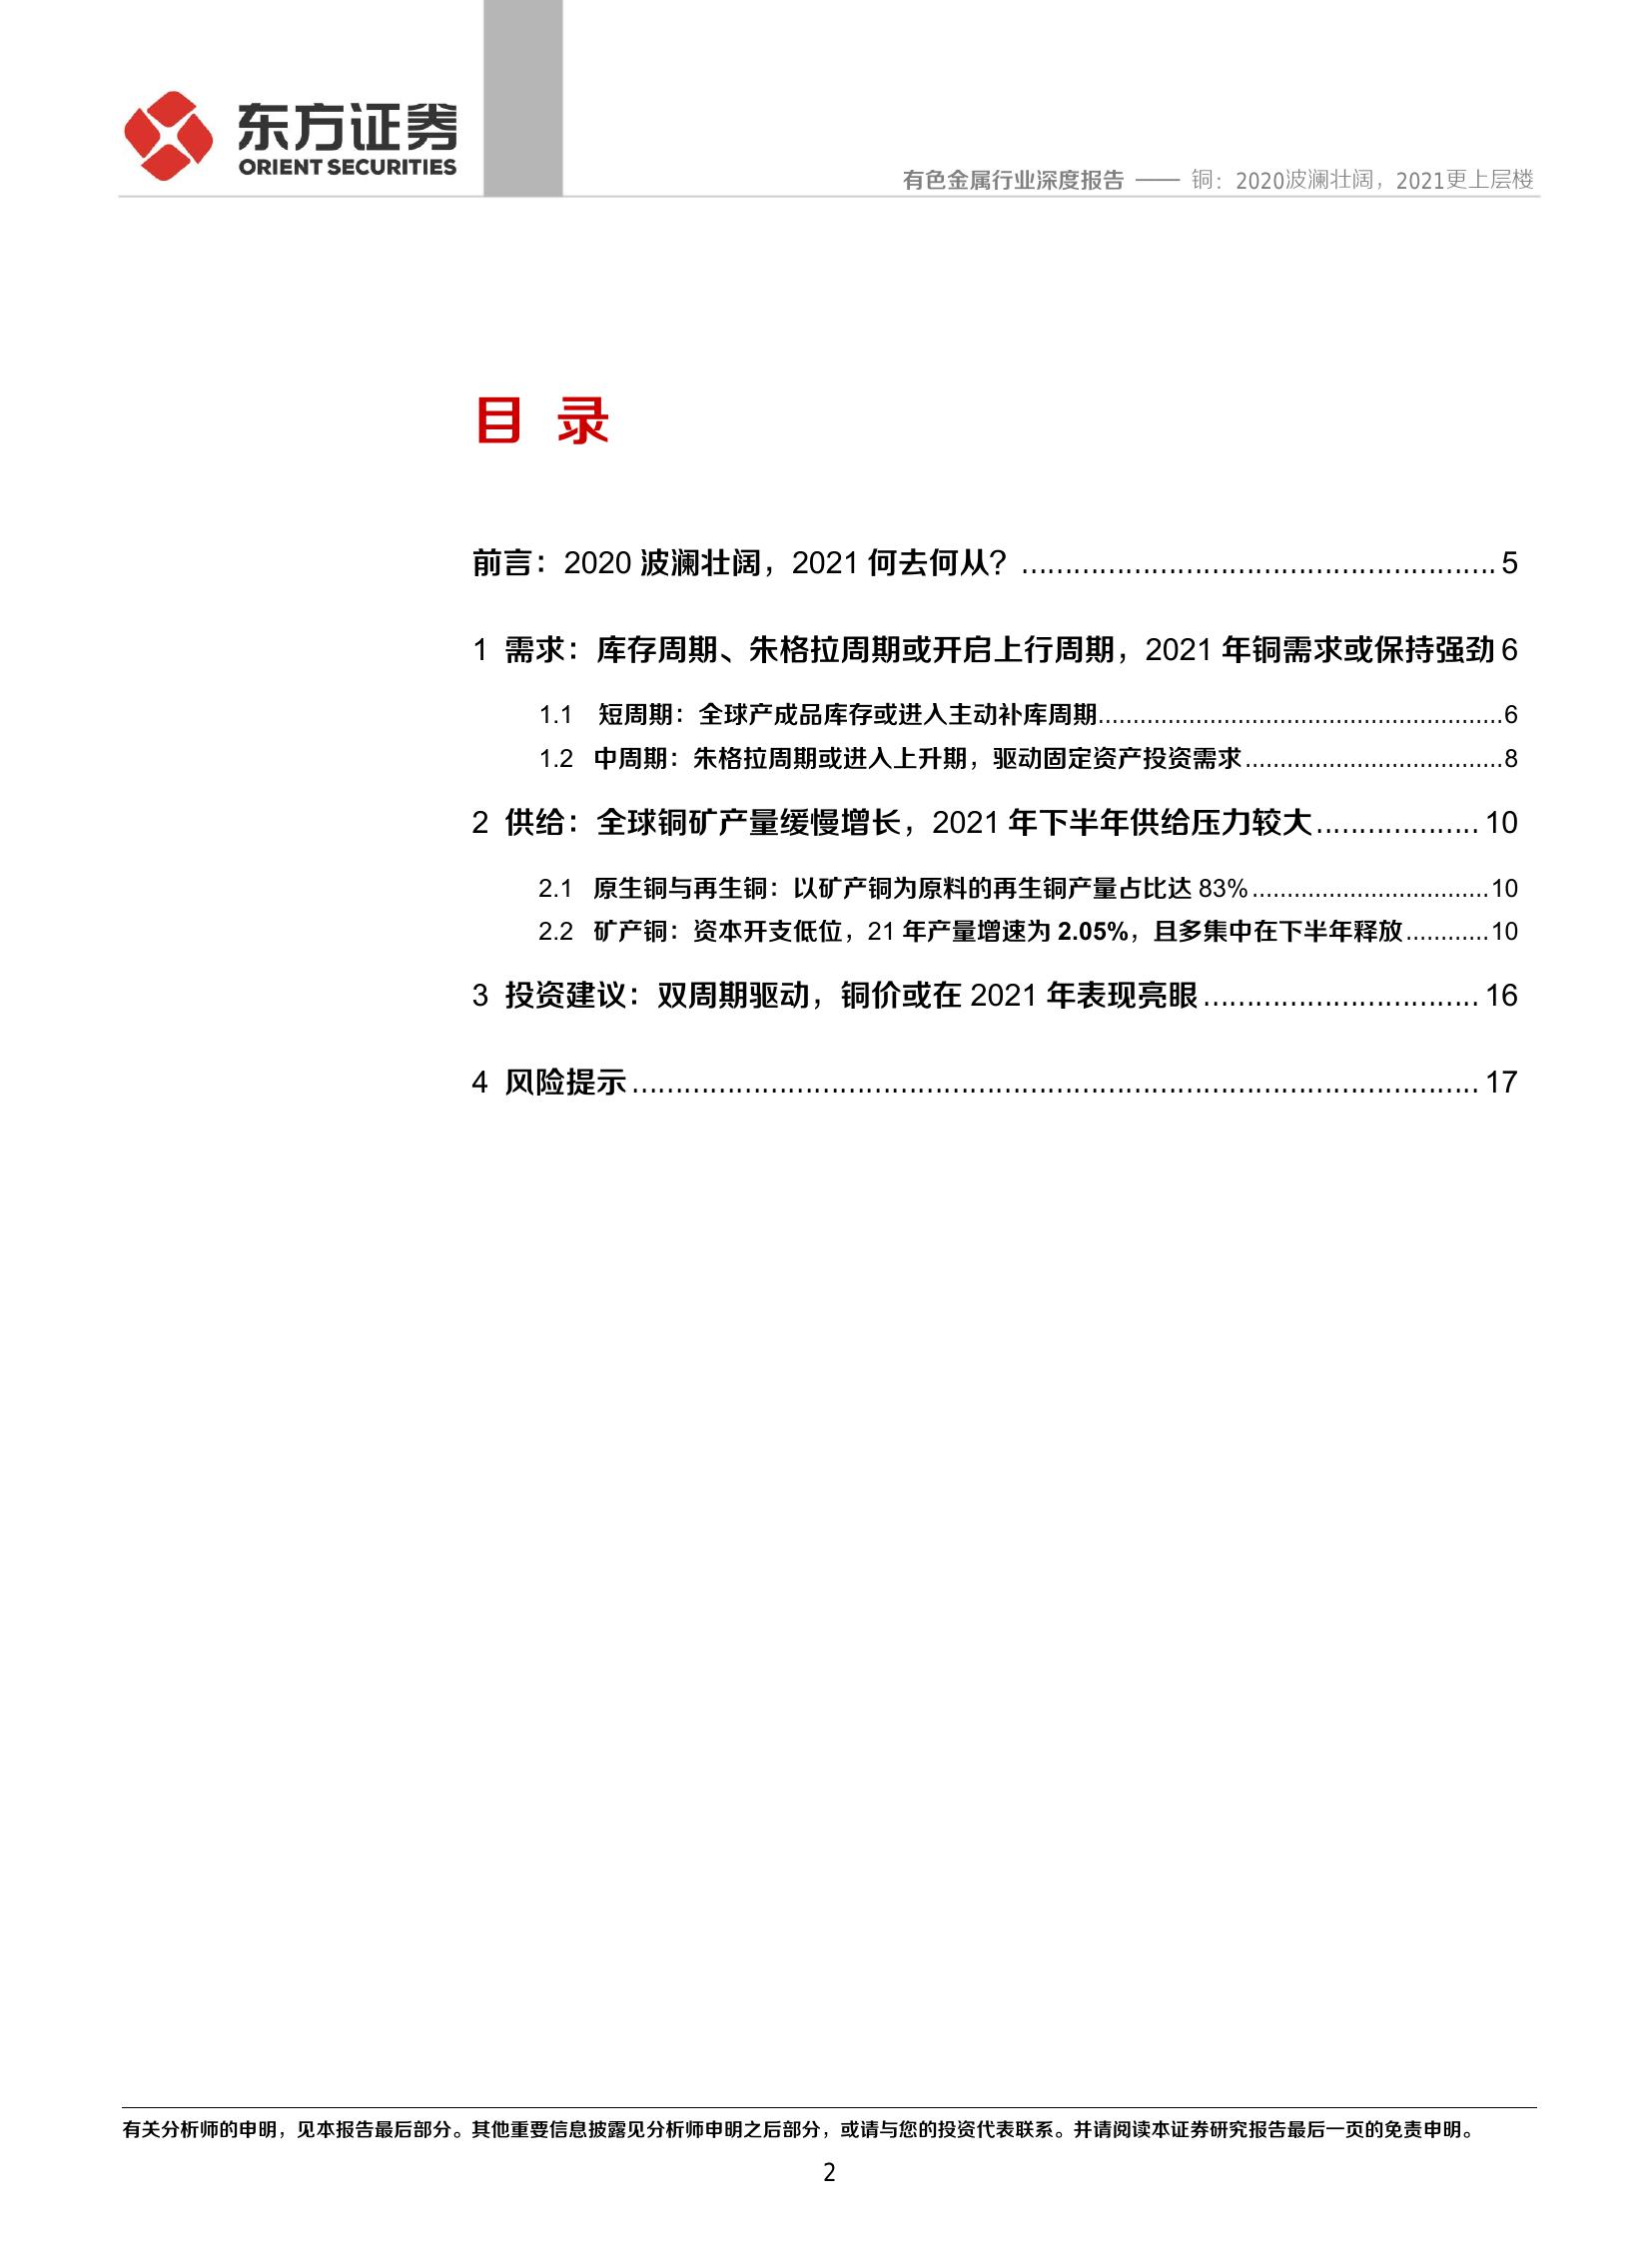 东方证券
ORIENT SECURITIES
有色金属行业深度报告 —— 铜：2020波澜壮阔，2021更上层楼
目 录
前言：2020 波澜壮阔，2021 何去何从？ ........................................................ 5
1 需求：库存周期、朱格拉周期或开启上行周期，2021 年铜需求或保持强劲 6
1.1 短周期：全球产成品库存或进入主动补库周期..........................................................6
1.2 中周期：朱格拉周期或进入上升期，驱动固定资产投资需求.....................................8
2 供给：全球铜矿产量缓慢增长，2021 年下半年供给压力较大................... 10
2.1 原生铜与再生铜：以矿产铜为原料的再生铜产量占比达 83%..................................10
2.2 矿产铜：资本开支低位，21 年产量增速为 2.05%，且多集中在下半年释放............10
3 投资建议：双周期驱动，铜价或在 2021 年表现亮眼................................ 16
4 风险提示.................................................................................................. 17
有关分析师的申明，见本报告最后部分。其他重要信息披露见分析师申明之后部分，或请与您的投资代表联系。并请阅读本证券研究报告最后一页的免责申明。
2